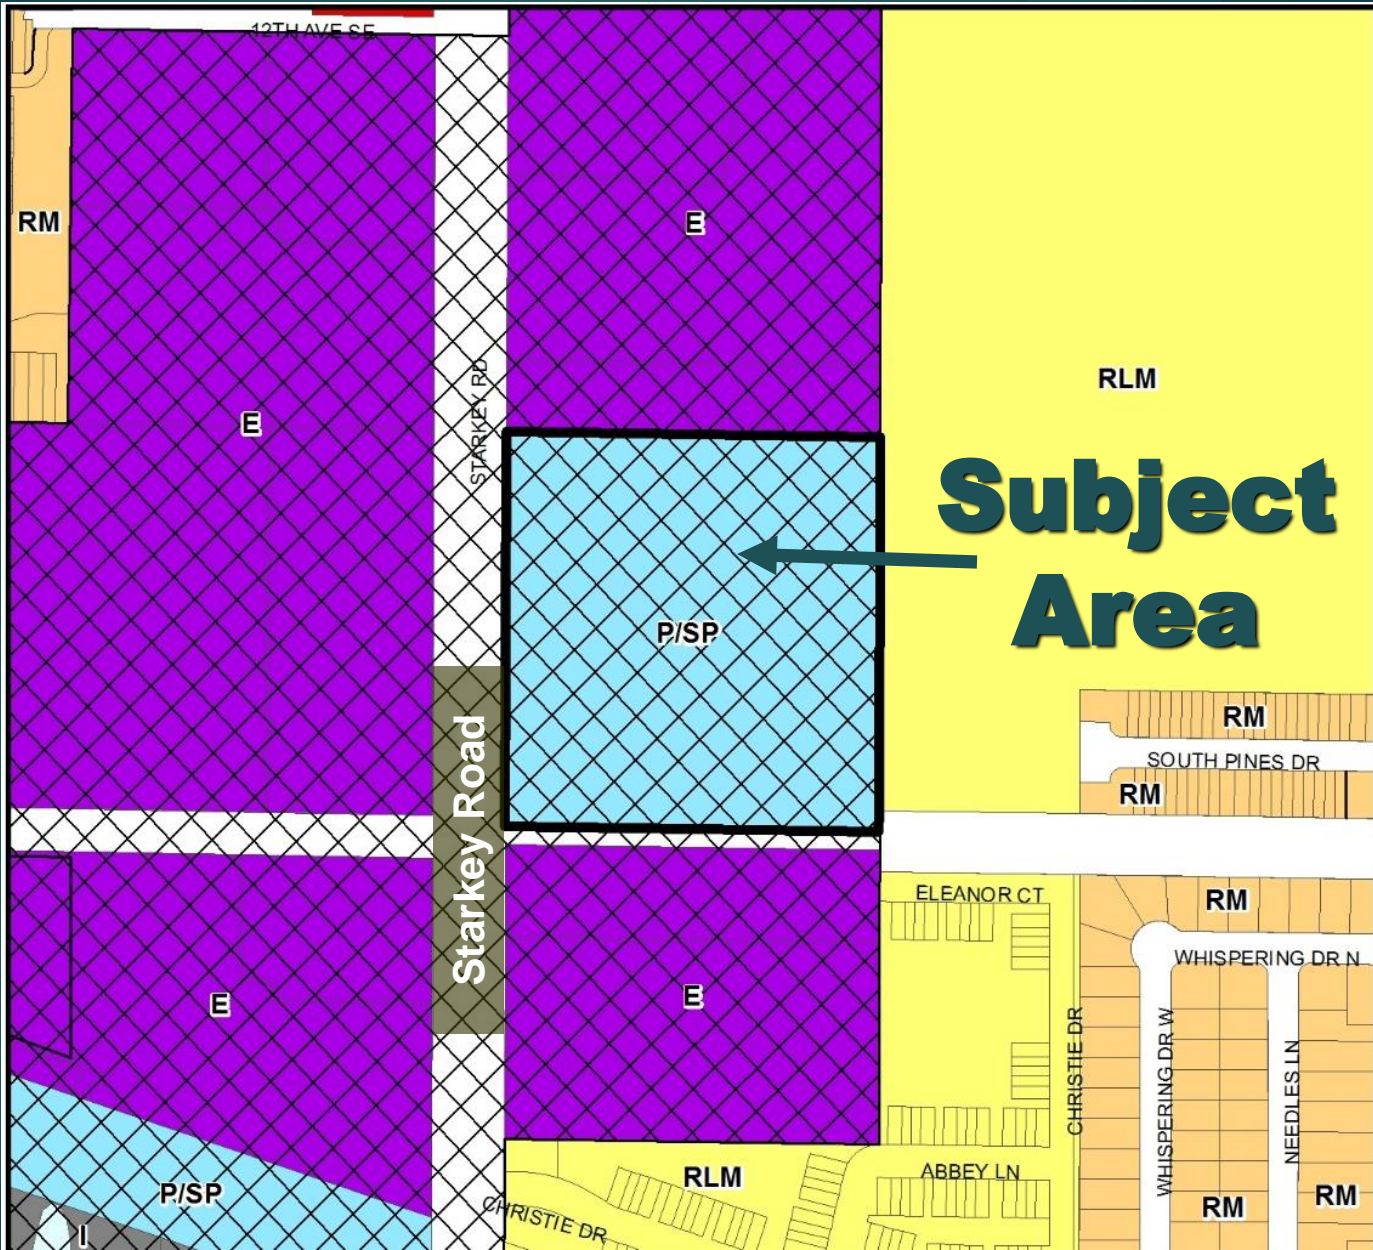 12TH AVE SE
RM
E
E
STARKEY RD
RLM
Subject
Area
P/SP
Starkey Road
RM
SOUTH PINES DR
RM
ELEANOR CT
RM
WHISPERING DR N
E
E
CHRISTIE DR
WHISPERING DR W
NEEDLES LN
P/SP
RLM
ABBEY LN
RM
RM
CHRISTIE DR
I